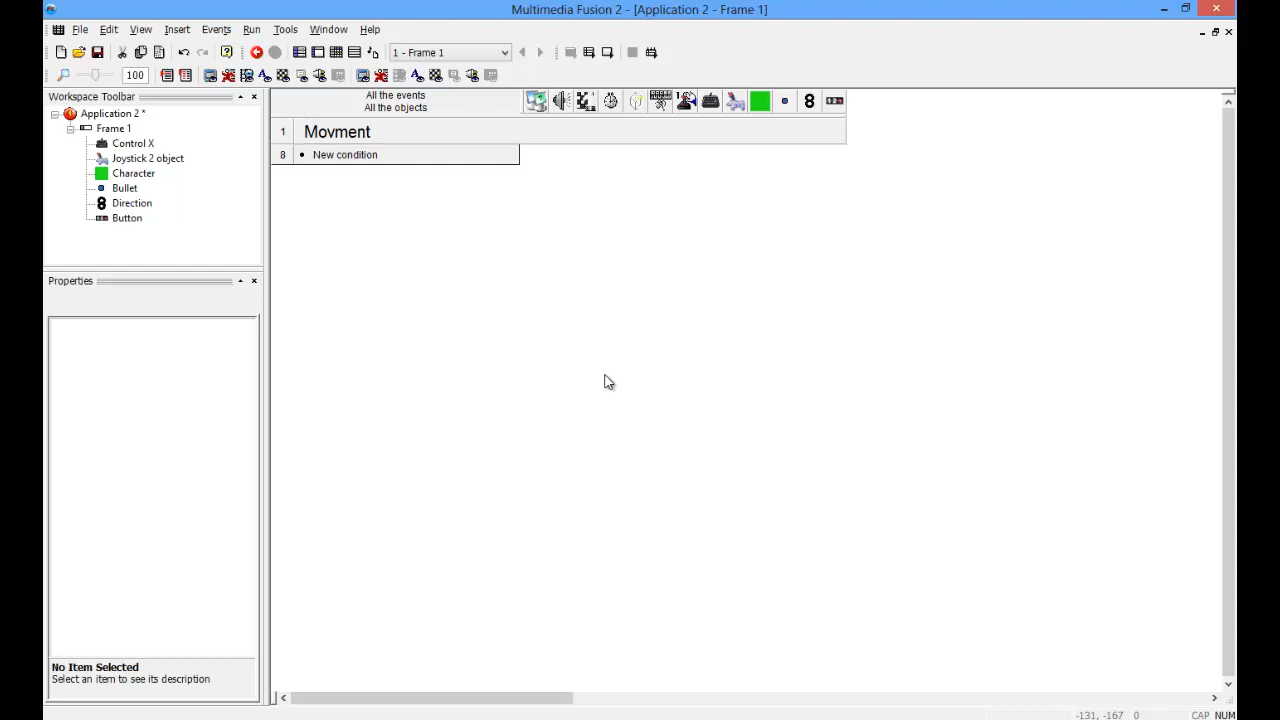 Multimedia Fusion 2 - [Application 2 - Frame 1]
File Edit View Insert Events Run Tools Window Help
1 - Frame 1
100
Workspace Toolbar
Application 2 *
Frame 1
Control X
Joystick 2 object
Character
Bullet
Direction
Button
Properties
No Item Selected
Select an item to see its description
All the events
All the objects
1 Movment
8 • New condition
-131, -167 0 CAP NUM